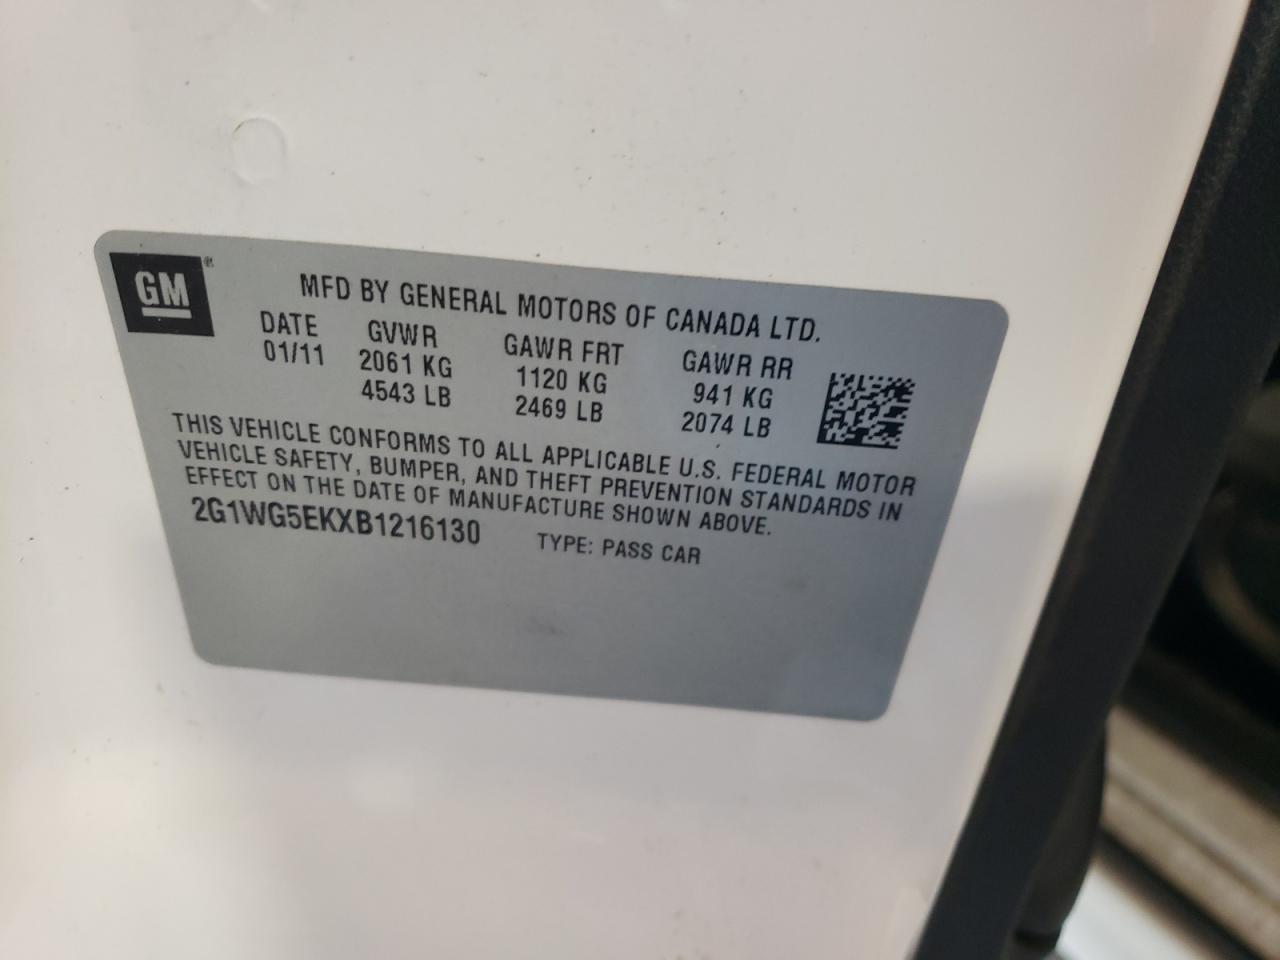 GM®
MFD BY GENERAL MOTORS OF CANADA LTD.
DATE GVWR GAWR FRT GAWR RR
01/11 2061 KG 1120 KG 941 KG
4543 LB 2469 LB 2074 LB
THIS VEHICLE CONFORMS TO ALL APPLICABLE U.S. FEDERAL MOTOR
VEHICLE SAFETY, BUMPER, AND THEFT PREVENTION STANDARDS IN
EFFECT ON THE DATE OF MANUFACTURE SHOWN ABOVE.
2G1WG5EKXB1216130 TYPE: PASS CAR